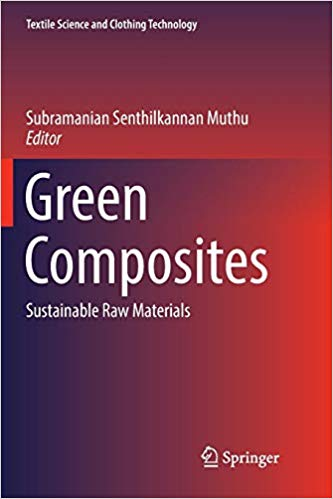 Textile Science and Clothing Technology
Subramanian Senthilkannan Muthu
Editor
Green
Composites
Sustainable Raw Materials
Springer